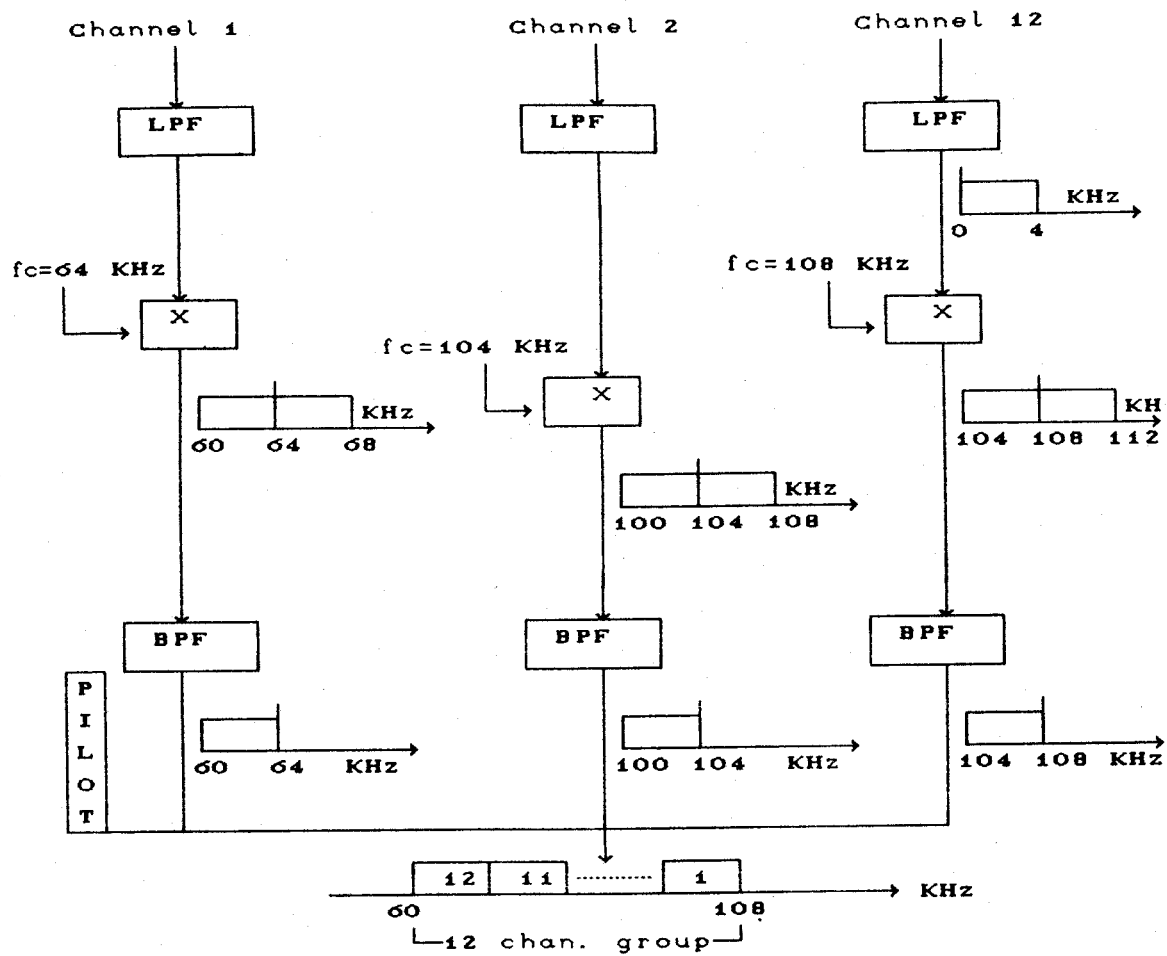 Channel 1
Channel 2
Channel 12
LPF
LPF
LPF
KHz
0 4
fc=64 KHz
fc=108 KHz
X
X
fc=104 KHz
X
KHz
60 64 68
KH
104 108 112
KHz
100 104 108
BPF
BPF
BPF
PILOT
60 64 KHz
100 104 KHz
104 108 KHz
12 11 1
KHz
60 108
12 chan. group